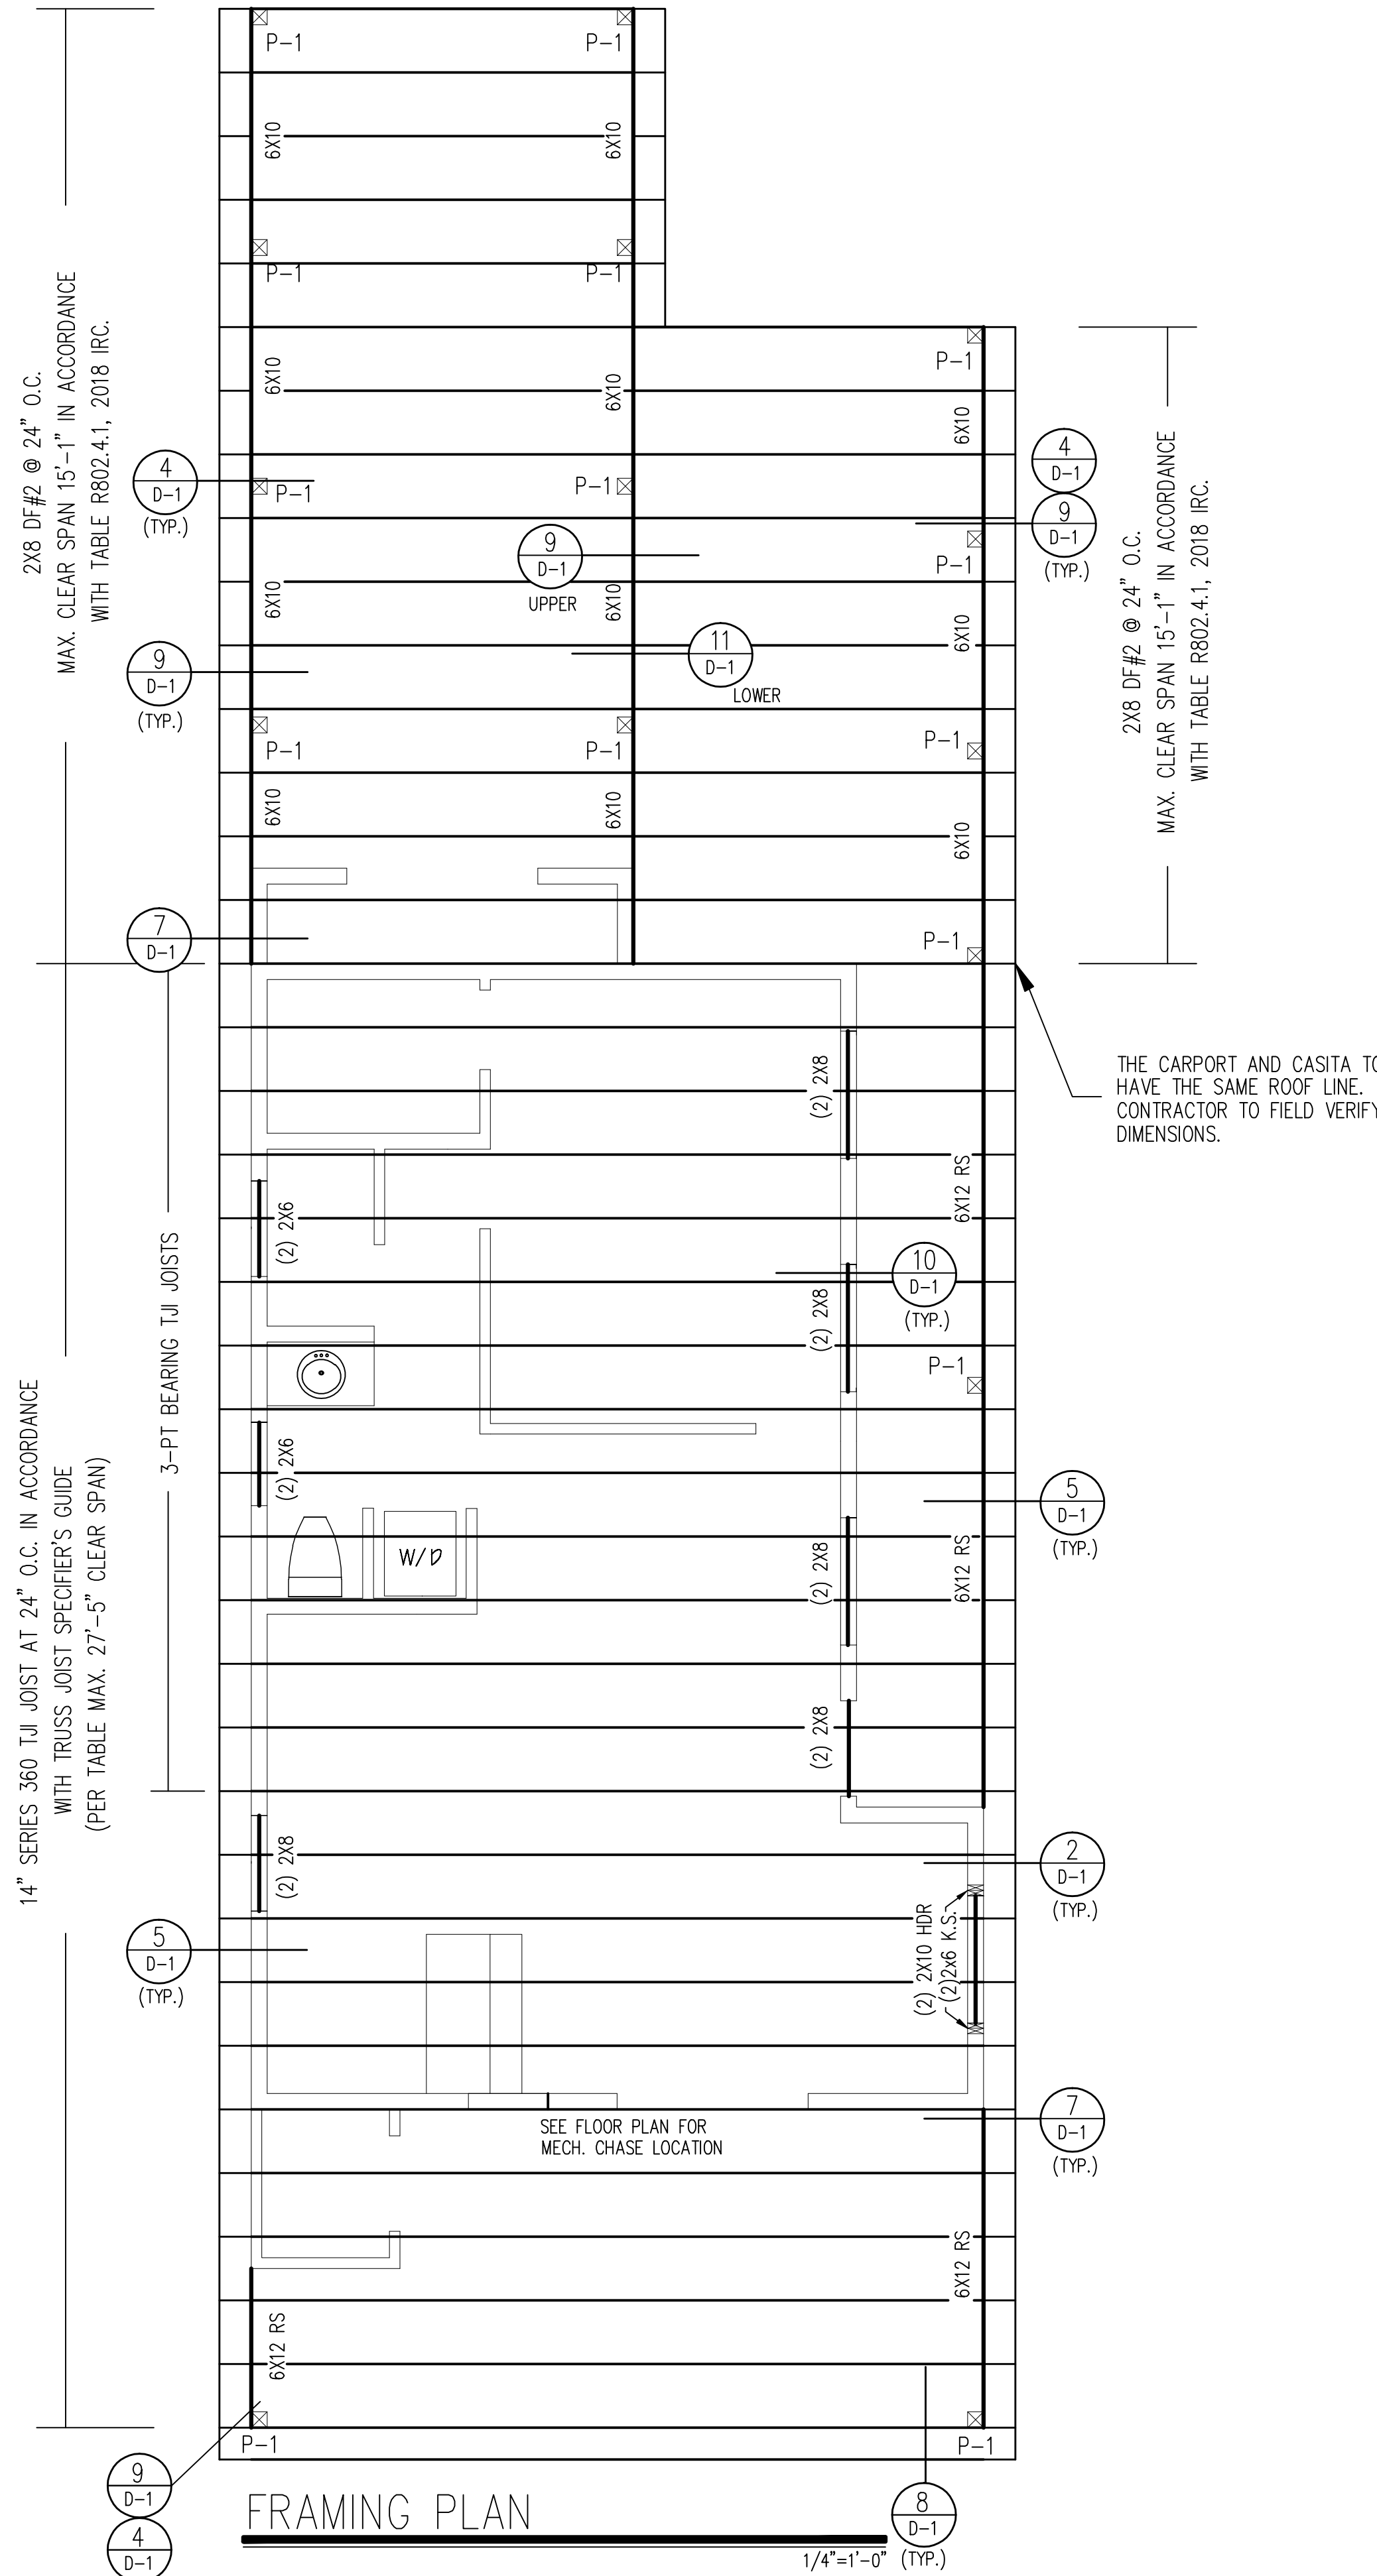 P-1
P-1
6X10
6X10
P-1
P-1
2X8 DF#2 @ 24" O.C.
MAX. CLEAR SPAN 15'-1" IN ACCORDANCE
WITH TABLE R802.4.1, 2018 IRC.
6X10
6X10
P-1
6X10
4
D-1
(TYP.)
P-1
P-1
4
D-1
9
D-1
(TYP.)
P-1
9
D-1
UPPER
6X10
6X10
6X10
2X8 DF#2 @ 24" O.C.
MAX. CLEAR SPAN 15'-1" IN ACCORDANCE
WITH TABLE R802.4.1, 2018 IRC.
9
D-1
(TYP.)
11
D-1
LOWER
P-1
P-1
P-1
6X10
6X10
6X10
7
D-1
P-1
THE CARPORT AND CASITA
HAVE THE SAME ROOF LINE.
CONTRACTOR TO FIELD VERIFY
DIMENSIONS.
(2) 2X8
6X12 RS
(2) 2X6
3-PT BEARING TJI JOISTS
10
D-1
(TYP.)
(2) 2X8
P-1
(2) 2X6
14" SERIES 360 TJI JOIST AT 24" O.C. IN ACCORDANCE
WITH TRUSS JOIST SPECIFIER'S GUIDE
(PER TABLE MAX. 27'-5" CLEAR SPAN)
5
D-1
(TYP.)
W/D
(2) 2X8
6X12 RS
(2) 2X8
(2) 2X8
2
D-1
(TYP.)
5
D-1
(TYP.)
(2) 2X10 HDR
(2)2x6 K.S.
SEE FLOOR PLAN FOR
MECH. CHASE LOCATION
7
D-1
(TYP.)
6X12 RS
6X12 RS
P-1
P-1
9
D-1
4
D-1
8
D-1
(TYP.)
FRAMING PLAN
1/4"=1'-0"